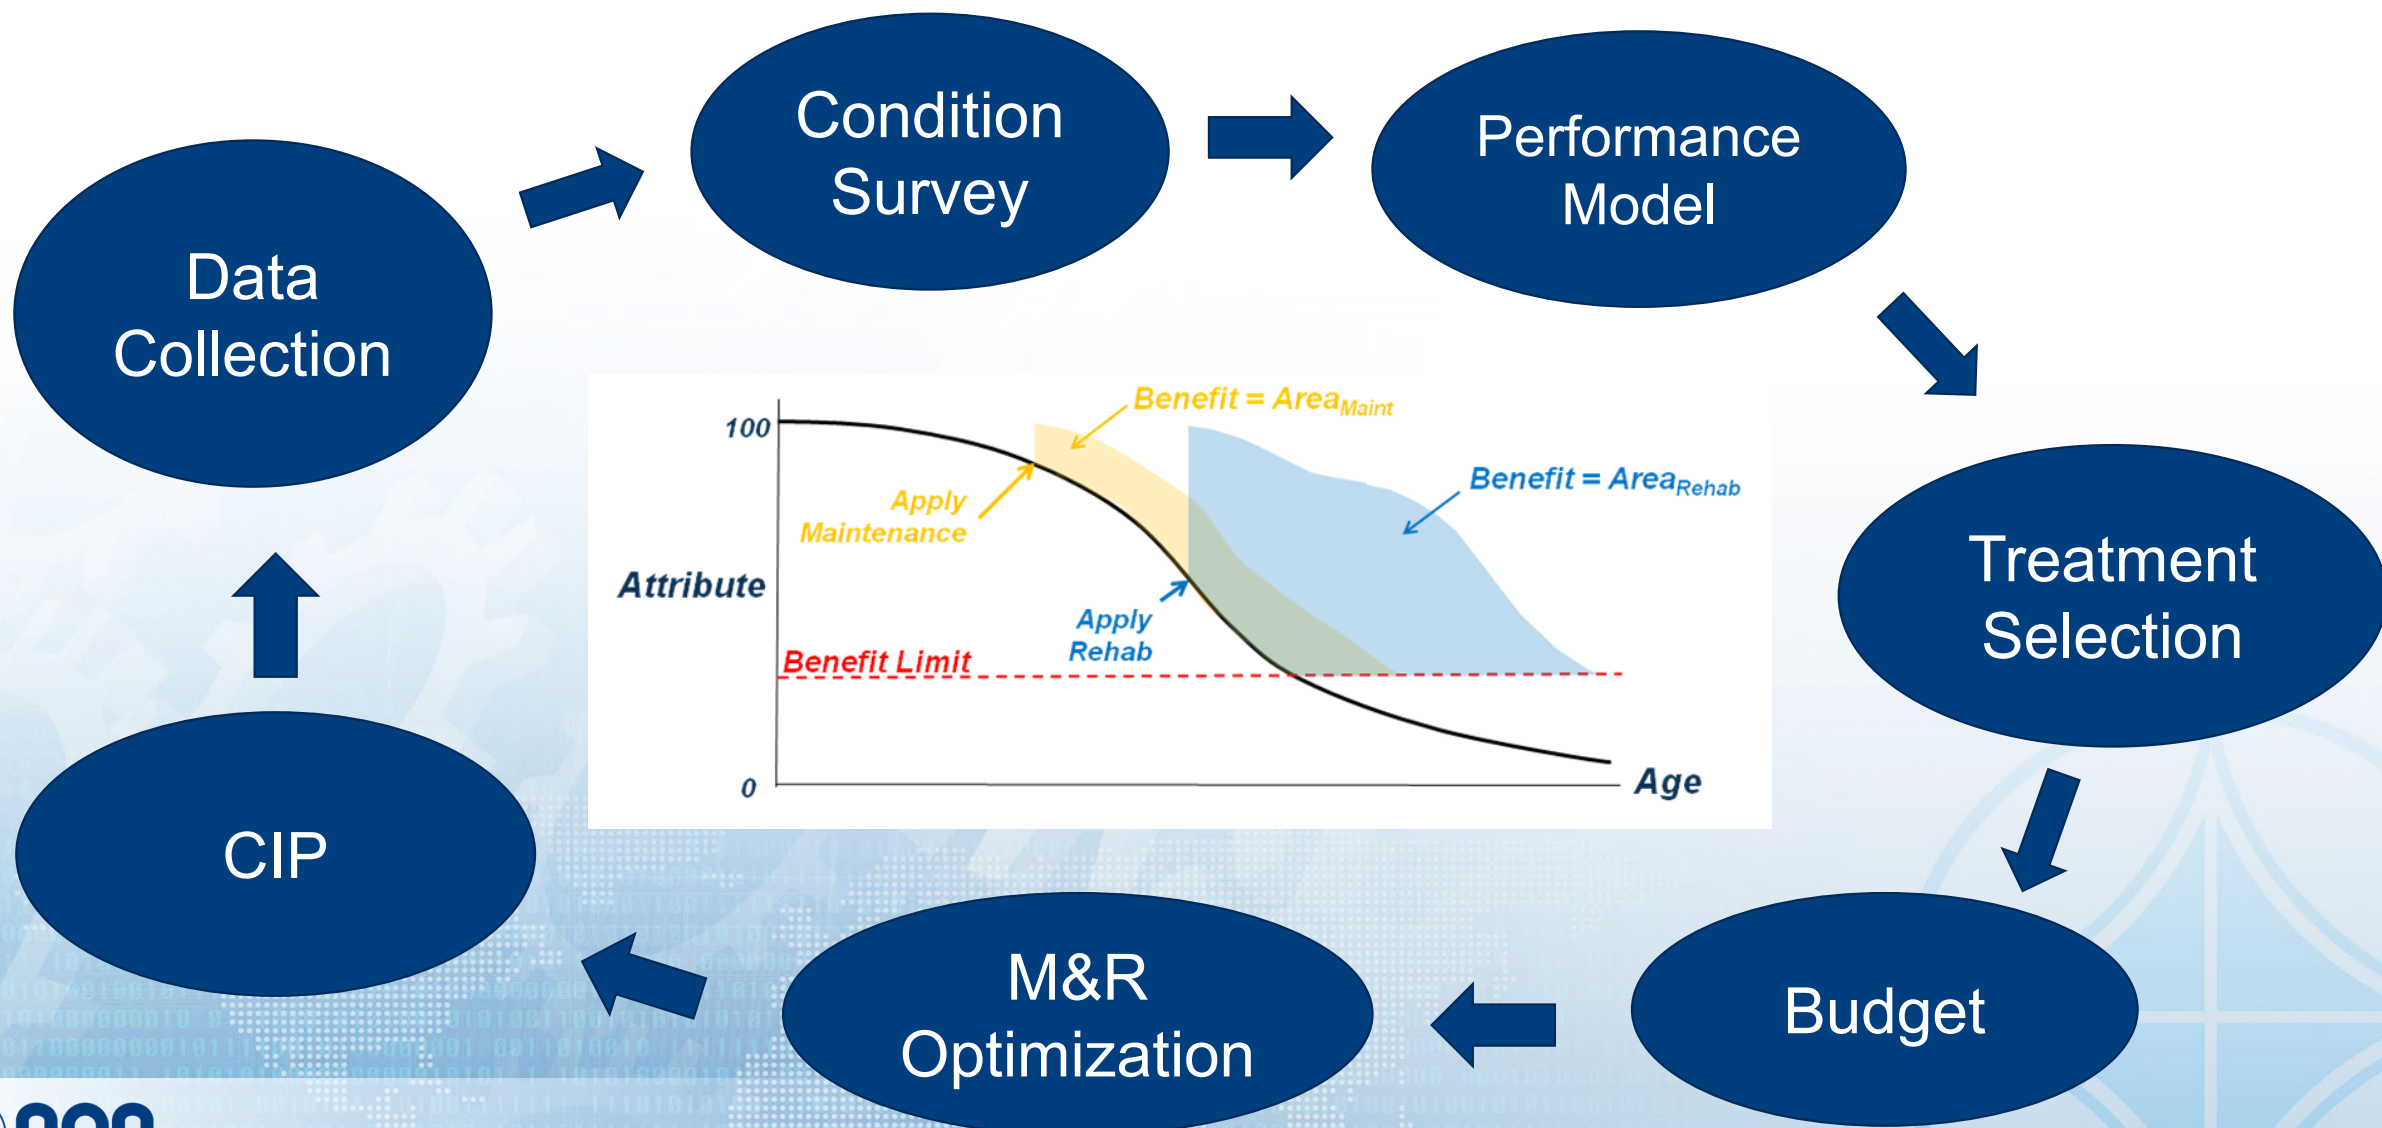 Condition
Survey
Performance
Model
Data
Collection
Treatment
Selection
Budget
M&R
Optimization
CIP
Benefit = AreaMaint
100
Benefit = AreaRehab
Apply
Maintenance
Attribute
Apply
Rehab
Benefit Limit
0
Age